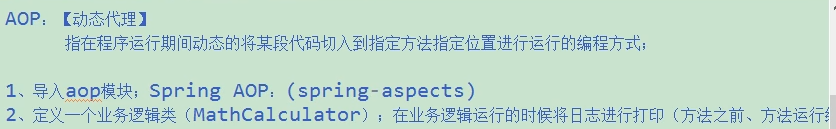 AOP：【动态代理】
指在程序运行期间动态的将某段代码切入到指定方法指定位置进行运行的编程方式；
1、导入aop模块；Spring AOP：(spring-aspects)
2、定义一个业务逻辑类（MathCalculator）；在业务逻辑运行的时候将日志进行打印（方法之前、方法运行